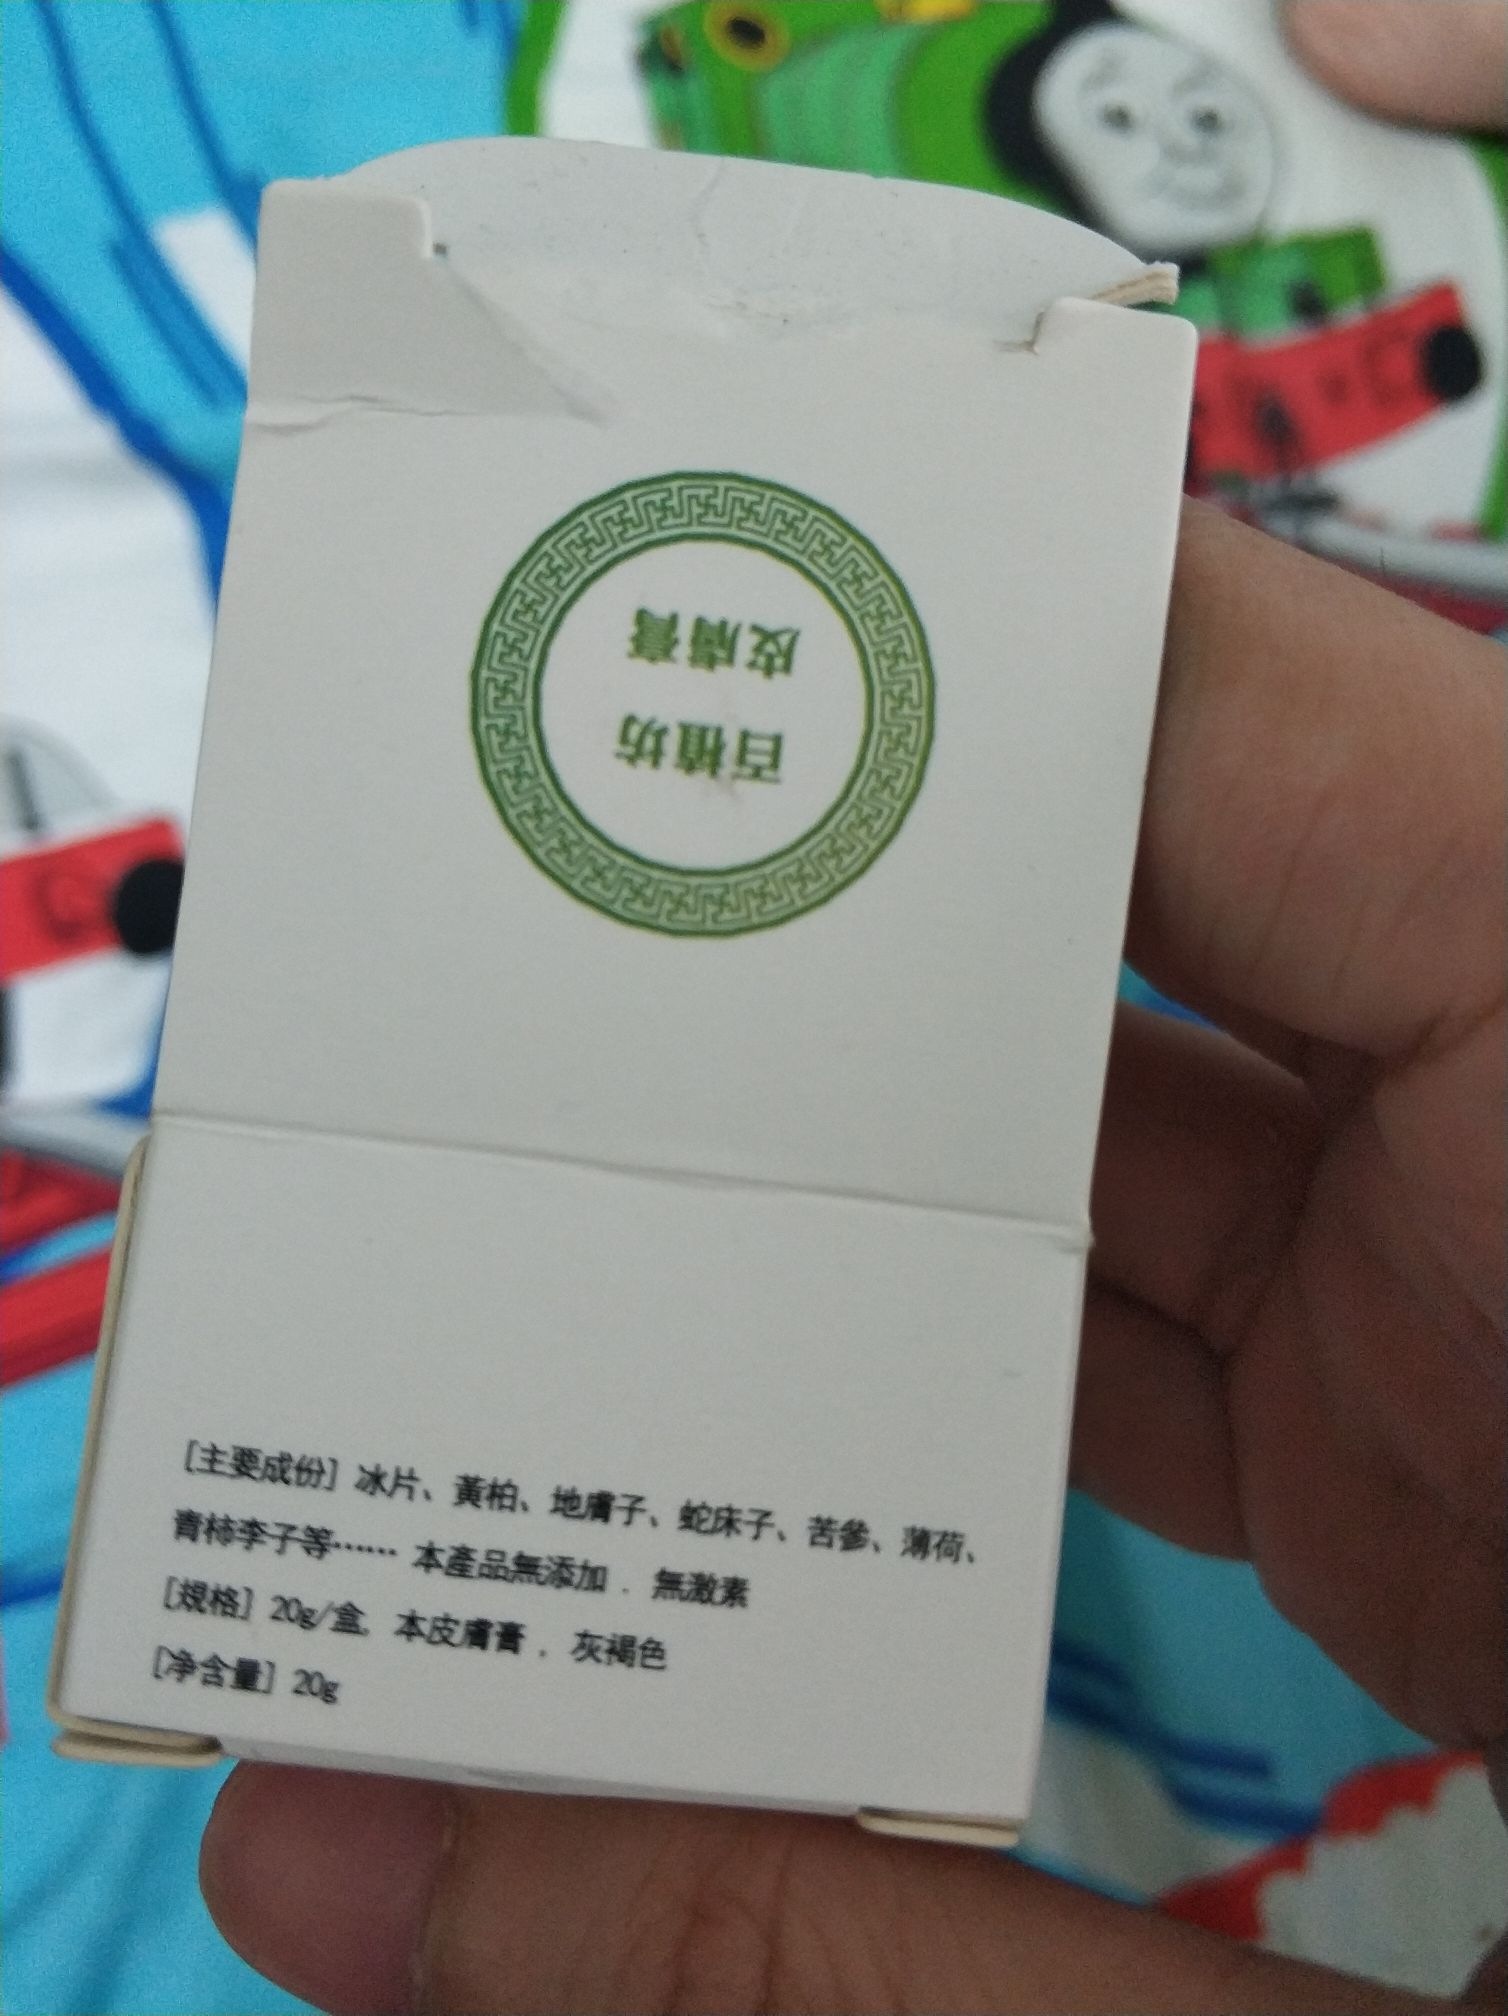 百植坊
皮膚膏
[主要成份] 冰片、黃柏、地膚子、蛇床子、苦參、薄荷、
青柿李子等…… 本產品無添加．無激素
[規格] 20g/盒, 本皮膚膏．灰褐色
[净含量] 20g